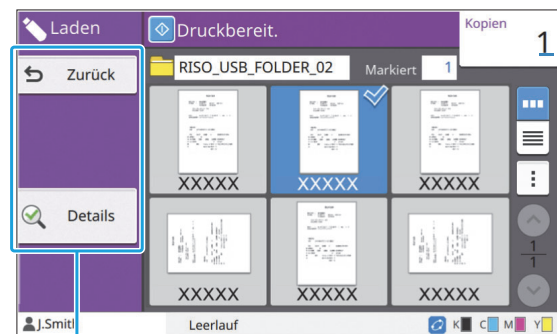 Laden
Druckbereit.
Kopien
1
Zurück
RISO_USB_FOLDER_02
Markiert 1
XXXXX XXXXX XXXXX
Details
1
1
XXXXX XXXXX XXXXX
J.Smith
Leerlauf
K C M Y